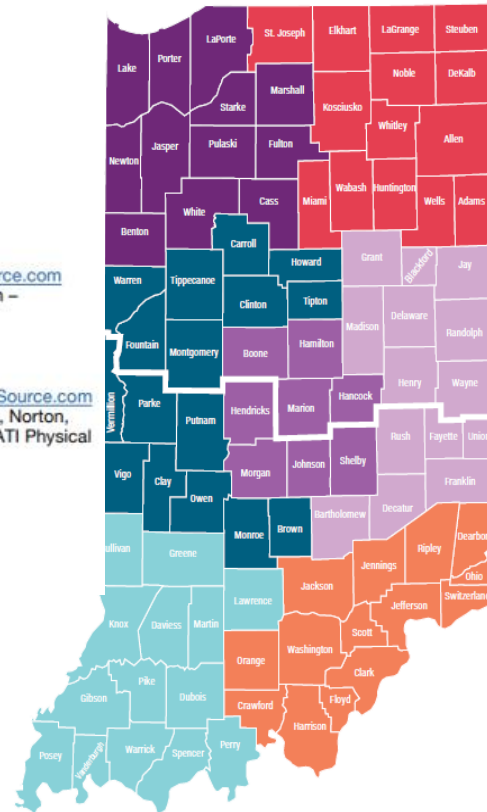 LaPorte St. Joseph Elkhart LaGrange Steuben
Lake Porter
Noble DeKalb
Starke Marshall Kosciusko
Whitley Allen
Newton Jasper Pulaski Fulton
Miami Wabash Huntington
White Cass Wells Adams
Benton
Carroll
rce.com
n –
Warren Tippecanoe Howard Grant Blackford Jay
Clinton Tipton
Madison Delaware
Fountain Montgomery Boone Hamilton Randolph
Source.com
, Norton,
ATI Physical
Vermillion Parke Putnam Hendricks Marion Hancock Henry Wayne
Rush Fayette Union
Vigo Clay Owen Morgan Johnson Shelby
Franklin
Monroe Brown Bartholomew Decatur
ullivan Greene
Ripley Dearborn
Jennings
Lawrence Jackson Ohio
Switzerland
Jefferson
Knox Daviess Martin
Scott
Orange Washington
Clark
Pike
Gibson Dubois
Crawford Floyd
Harrison
Posey Vanderburgh Warrick Spencer Perry